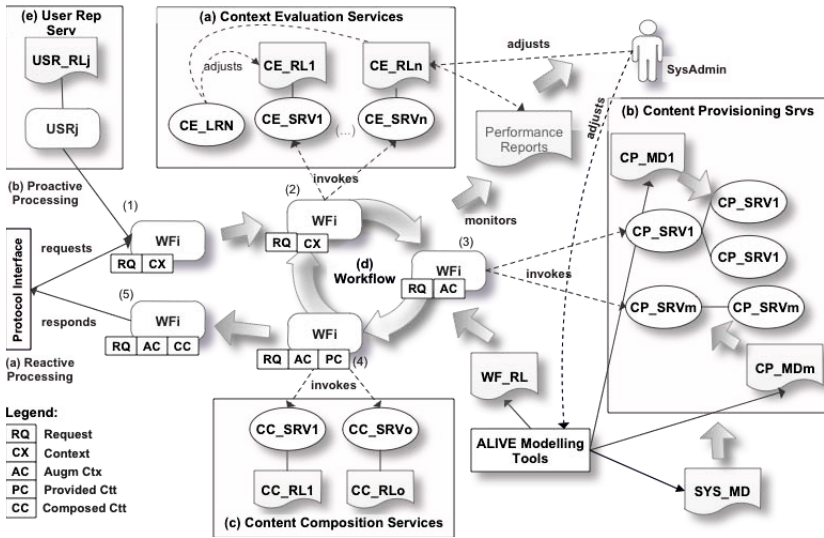 (e) User Rep
Serv
USR_RLj
USRj
(a) Context Evaluation Services
adjusts
CE_RL1
CE_RLn
CE_LRN
CE_SRV1
(...)
CE_SRVn
invokes
adjusts
SysAdmin
adjusts
Performance
Reports
monitors
(b) Content Provisioning Srvs
CP_MD1
CP_SRV1
CP_SRV1
CP_SRV1
CP_SRVm
CP_SRVm
CP_MDm
invokes
(b) Proactive
Processing
(1)
WFi
RQ CX
(2)
WFi
RQ CX
(3)
WFi
RQ AC
(d)
Workflow
Protocol Interface
requests
responds
(5)
WFi
RQ AC CC
(a) Reactive
Processing
WFi
RQ AC PC
(4)
invokes
CC_SRV1
CC_SRVo
CC_RL1
CC_RLo
(c) Content Composition Services
WF_RL
ALIVE Modelling
Tools
SYS_MD
Legend:
RQ Request
CX Context
AC Augm Ctx
PC Provided Ctt
CC Composed Ctt